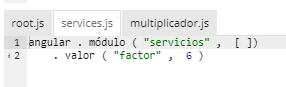 root.js services.js multiplicador.js
1 angular . módulo ( "servicios" , [ ])
2 . valor ( "factor" , 6 )